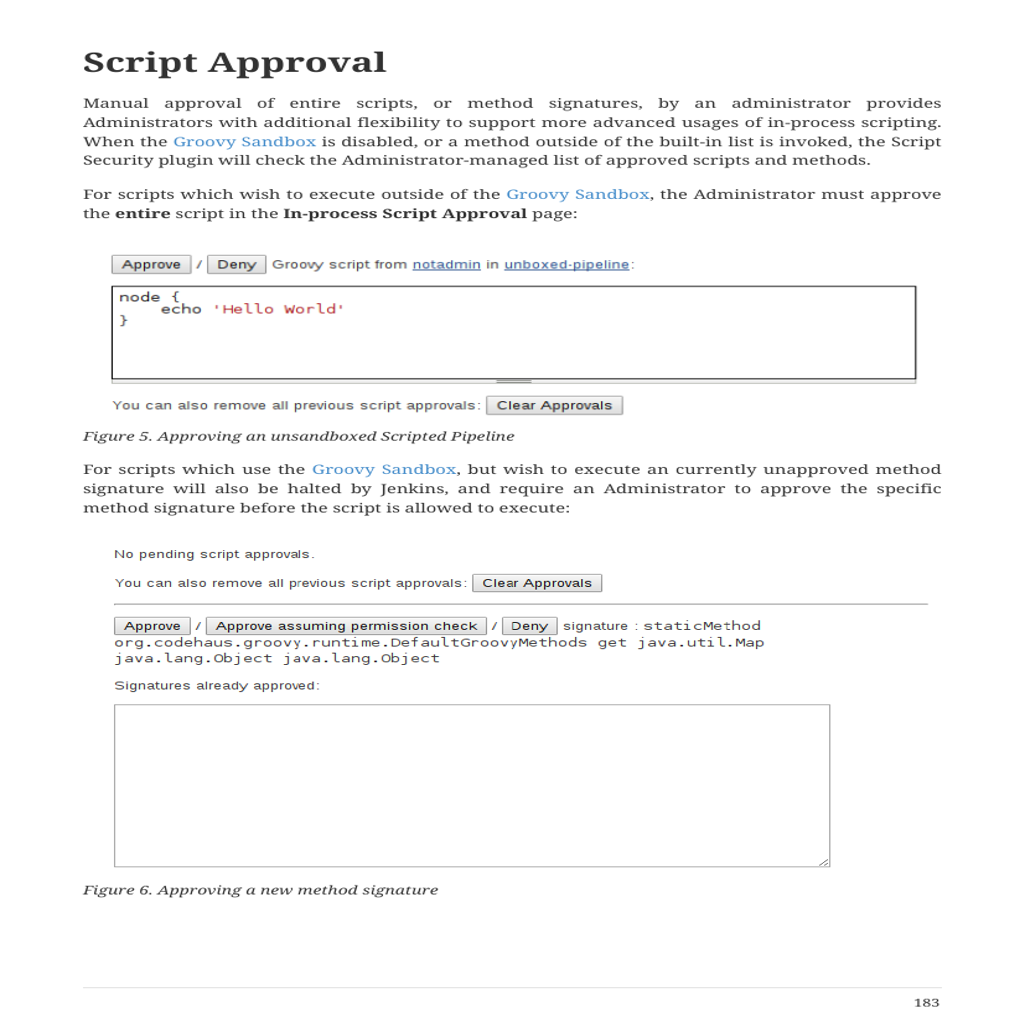 Script Approval
Manual approval of entire scripts, or method signatures, by an administrator provides
Administrators with additional flexibility to support more advanced usages of in-process scripting.
When the Groovy Sandbox is disabled, or a method outside of the built-in list is invoked, the Script
Security plugin will check the Administrator-managed list of approved scripts and methods.
For scripts which wish to execute outside of the Groovy Sandbox, the Administrator must approve
the entire script in the In-process Script Approval page:
Approve / Deny Groovy script from notadmin in unboxed-pipeline:
node {
    echo 'Hello World'
}
You can also remove all previous script approvals: Clear Approvals
Figure 5. Approving an unsandboxed Scripted Pipeline
For scripts which use the Groovy Sandbox, but wish to execute an currently unapproved method
signature will also be halted by Jenkins, and require an Administrator to approve the specific
method signature before the script is allowed to execute:
No pending script approvals.
You can also remove all previous script approvals: Clear Approvals
Approve / Approve assuming permission check / Deny signature : staticMethod
org.codehaus.groovy.runtime.DefaultGroovyMethods get java.util.Map
java.lang.Object java.lang.Object
Signatures already approved:
Figure 6. Approving a new method signature
183